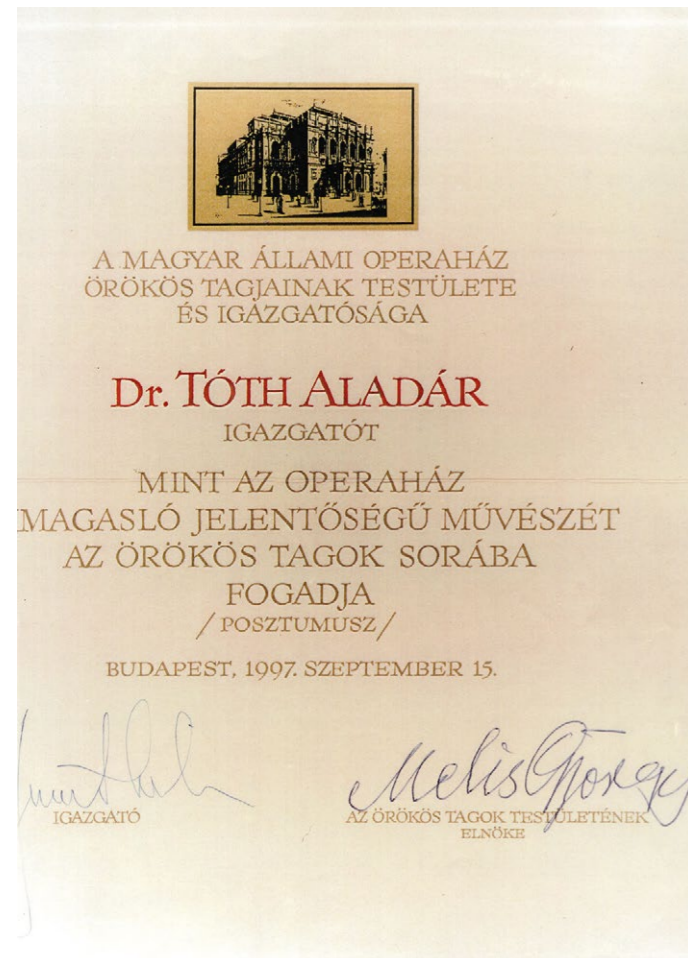 A MAGYAR ÁLLAMI OPERAHÁZ
ÖRÖKÖS TAGJAINAK TESTÜLETE
ÉS IGAZGATÓSÁGA
Dr. TÓTH ALADÁR
IGAZGATÓT
MINT AZ OPERAHÁZ
MAGASLÓ JELENTŐSÉGŰ MŰVÉSZÉT
AZ ÖRÖKÖS TAGOK SORÁBA
FOGADJA
/ POSZTUMUSZ /
BUDAPEST, 1997. SZEPTEMBER 15.
Melis György
IGAZGATÓ
AZ ÖRÖKÖS TAGOK TESTÜLETÉNEK
ELNÖKE